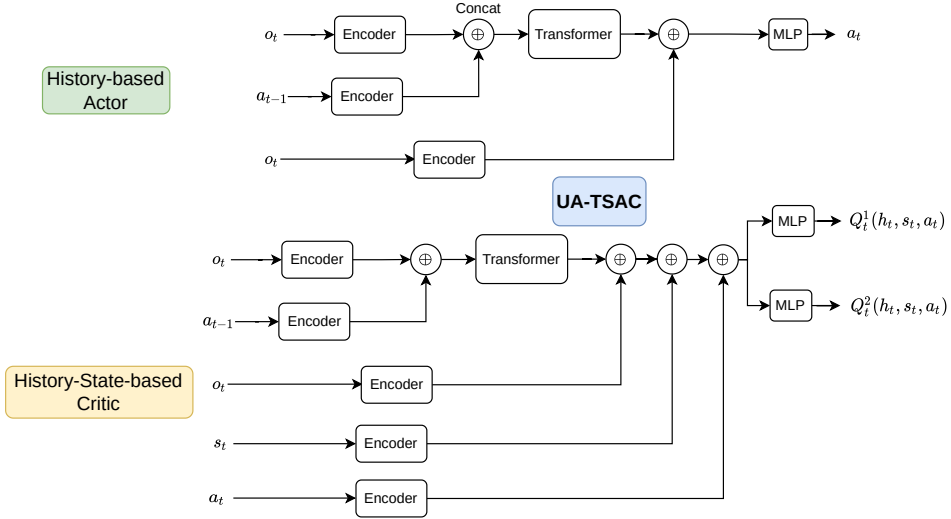 Concat
o_t Encoder ⊕ Transformer ⊕ MLP a_t
History-based
Actor
a_{t-1} Encoder
o_t Encoder
UA-TSAC
MLP Q_t^1(h_t, s_t, a_t)
o_t Encoder ⊕ Transformer ⊕ ⊕ ⊕
MLP Q_t^2(h_t, s_t, a_t)
a_{t-1} Encoder
History-State-based
Critic
o_t Encoder
s_t Encoder
a_t Encoder